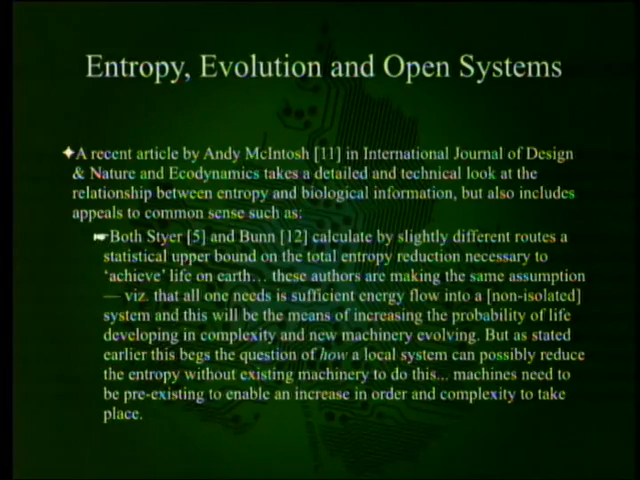 Entropy, Evolution and Open Systems
A recent article by Andy McIntosh [11] in International Journal of Design
& Nature and Ecodynamics takes a detailed and technical look at the
relationship between entropy and biological information, but also includes
appeals to common sense such as:
Both Styer [5] and Bunn [12] calculate by slightly different routes a
statistical upper bound on the total entropy reduction necessary to
‘achieve’ life on earth… these authors are making the same assumption
— viz. that all one needs is sufficient energy flow into a [non-isolated]
system and this will be the means of increasing the probability of life
developing in complexity and new machinery evolving. But as stated
earlier this begs the question of how a local system can possibly reduce
the entropy without existing machinery to do this... machines need to
be pre-existing to enable an increase in order and complexity to take
place.